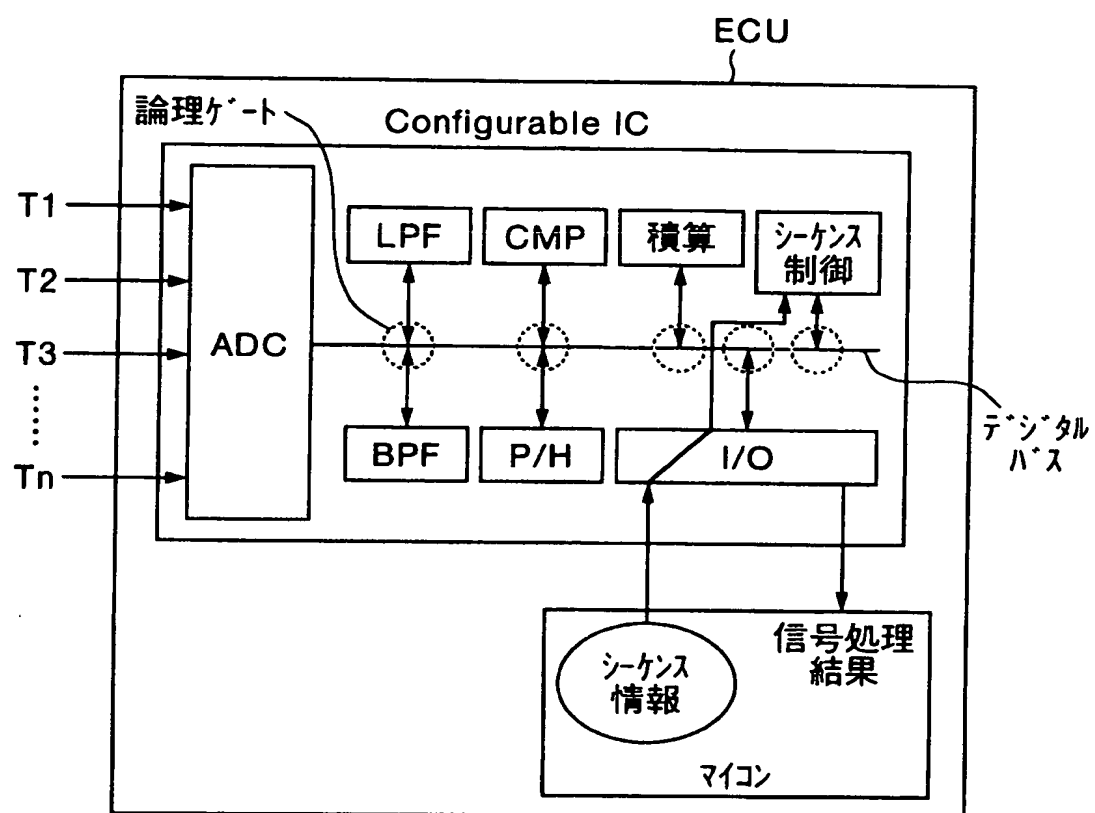 ECU
論理ｹﾞｰﾄ
Configurable IC
T1
T2
T3
Tn
ADC
LPF
CMP
積算
ｼｰｹﾝｽ
制御
BPF
P/H
I/O
ﾃﾞｼﾞﾀﾙ
ﾊﾞｽ
ｼｰｹﾝｽ
情報
信号処理
結果
ﾏｲｺﾝ